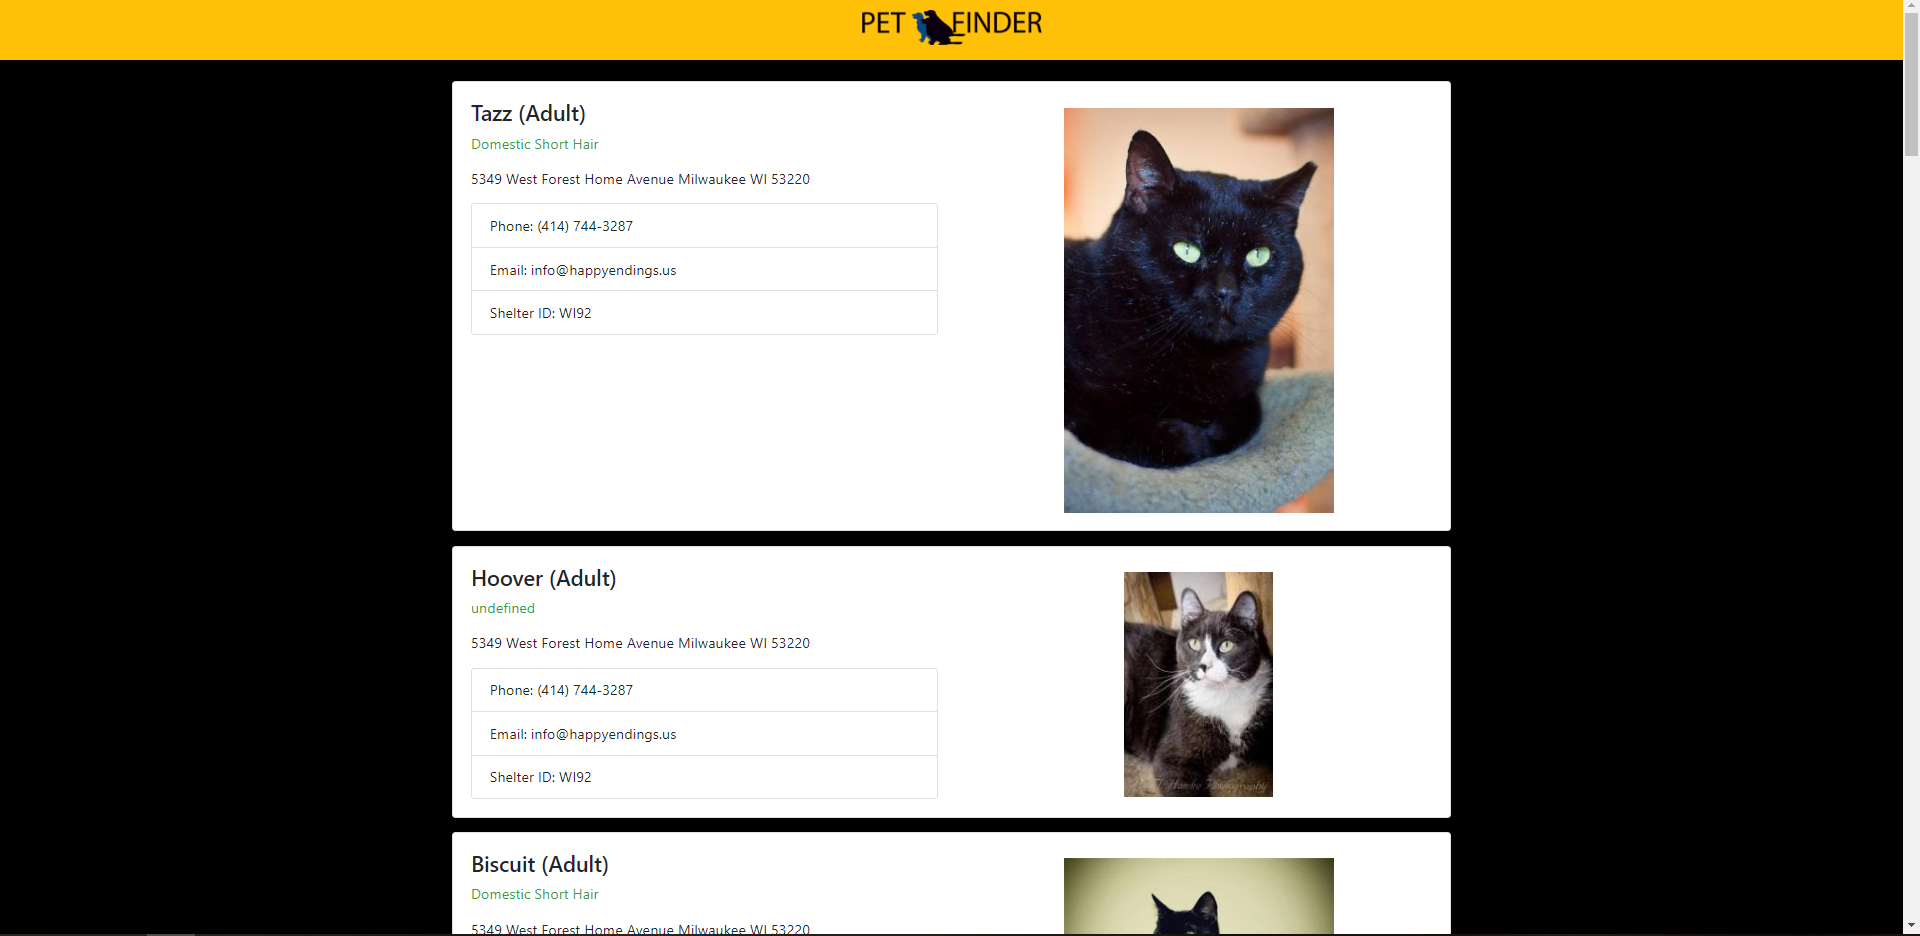 PET FINDER
Tazz (Adult)
Domestic Short Hair
5349 West Forest Home Avenue Milwaukee WI 53220
Phone: (414) 744-3287
Email: info@happyendings.us
Shelter ID: WI92
Hoover (Adult)
undefined
5349 West Forest Home Avenue Milwaukee WI 53220
Phone: (414) 744-3287
Email: info@happyendings.us
Shelter ID: WI92
Photography
Biscuit (Adult)
Domestic Short Hair
5349 West Forest Home Avenue Milwaukee WI 53220